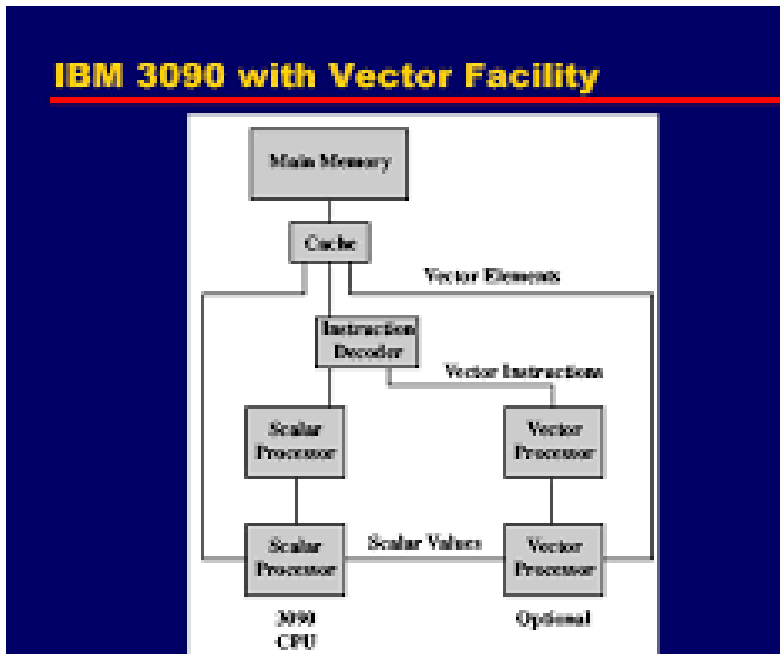 IBM 3090 with Vector Facility
Main Memory
Cache
Vector Elements
Instruction
Decoder
Vector Instructions
Scalar
Processor
Vector
Processor
Scalar
Processor
Scalar Values
Vector
Processor
3090
CPU
Optional